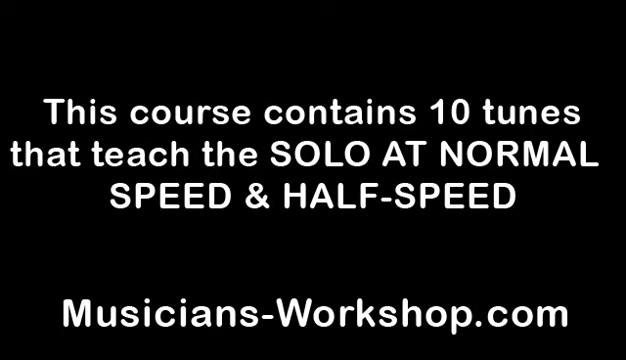 This course contains 10 tunes
that teach the SOLO AT NORMAL
SPEED & HALF-SPEED
Musicians-Workshop.com